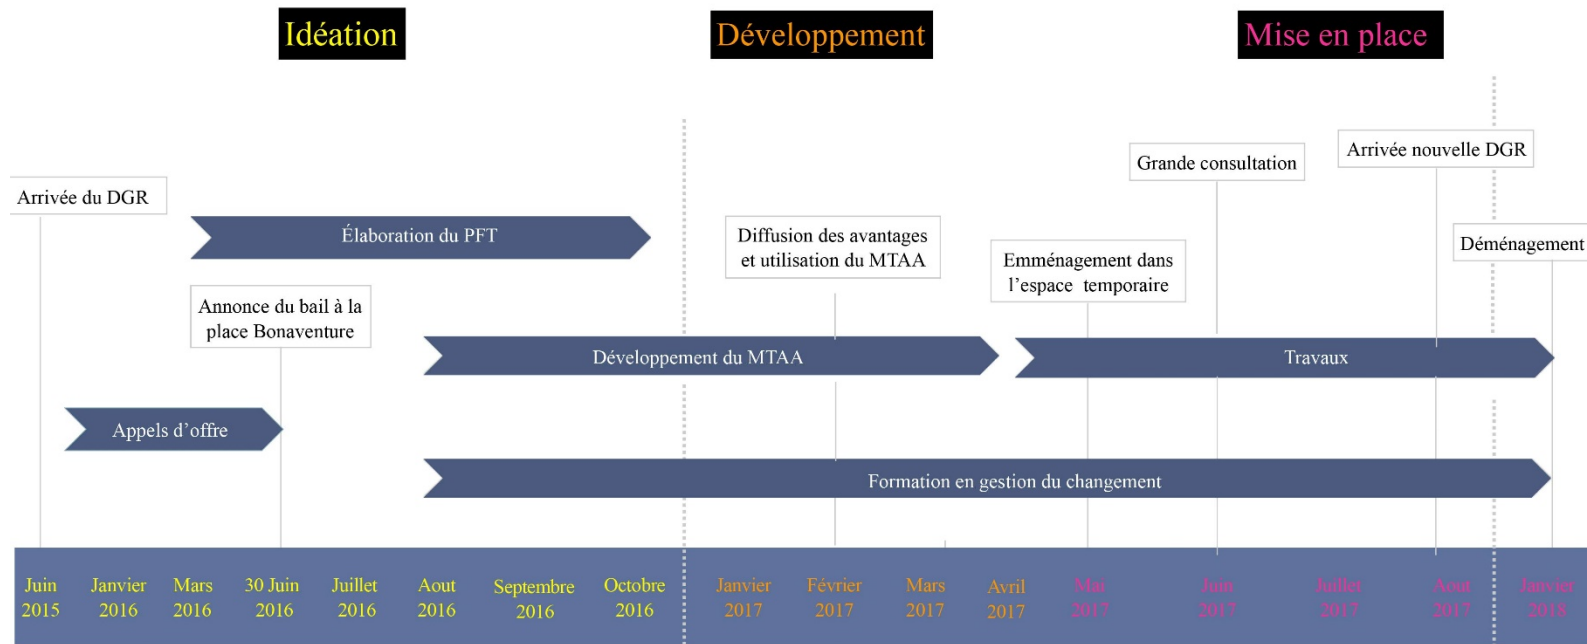 Idéation
Développement
Mise en place
Arrivée du DGR
Élaboration du PFT
Annonce du bail à la
place Bonaventure
Appels d’offre
Diffusion des avantages
et utilisation du MTAA
Développement du MTAA
Emménagement dans
l’espace temporaire
Grande consultation
Arrivée nouvelle DGR
Déménagement
Travaux
Formation en gestion du changement
Juin
2015
Janvier
2016
Mars
2016
30 Juin
2016
Juillet
2016
Aout
2016
Septembre
2016
Octobre
2016
Janvier
2017
Février
2017
Mars
2017
Avril
2017
Mai
2017
Juin
2017
Juillet
2017
Aout
2017
Janvier
2018